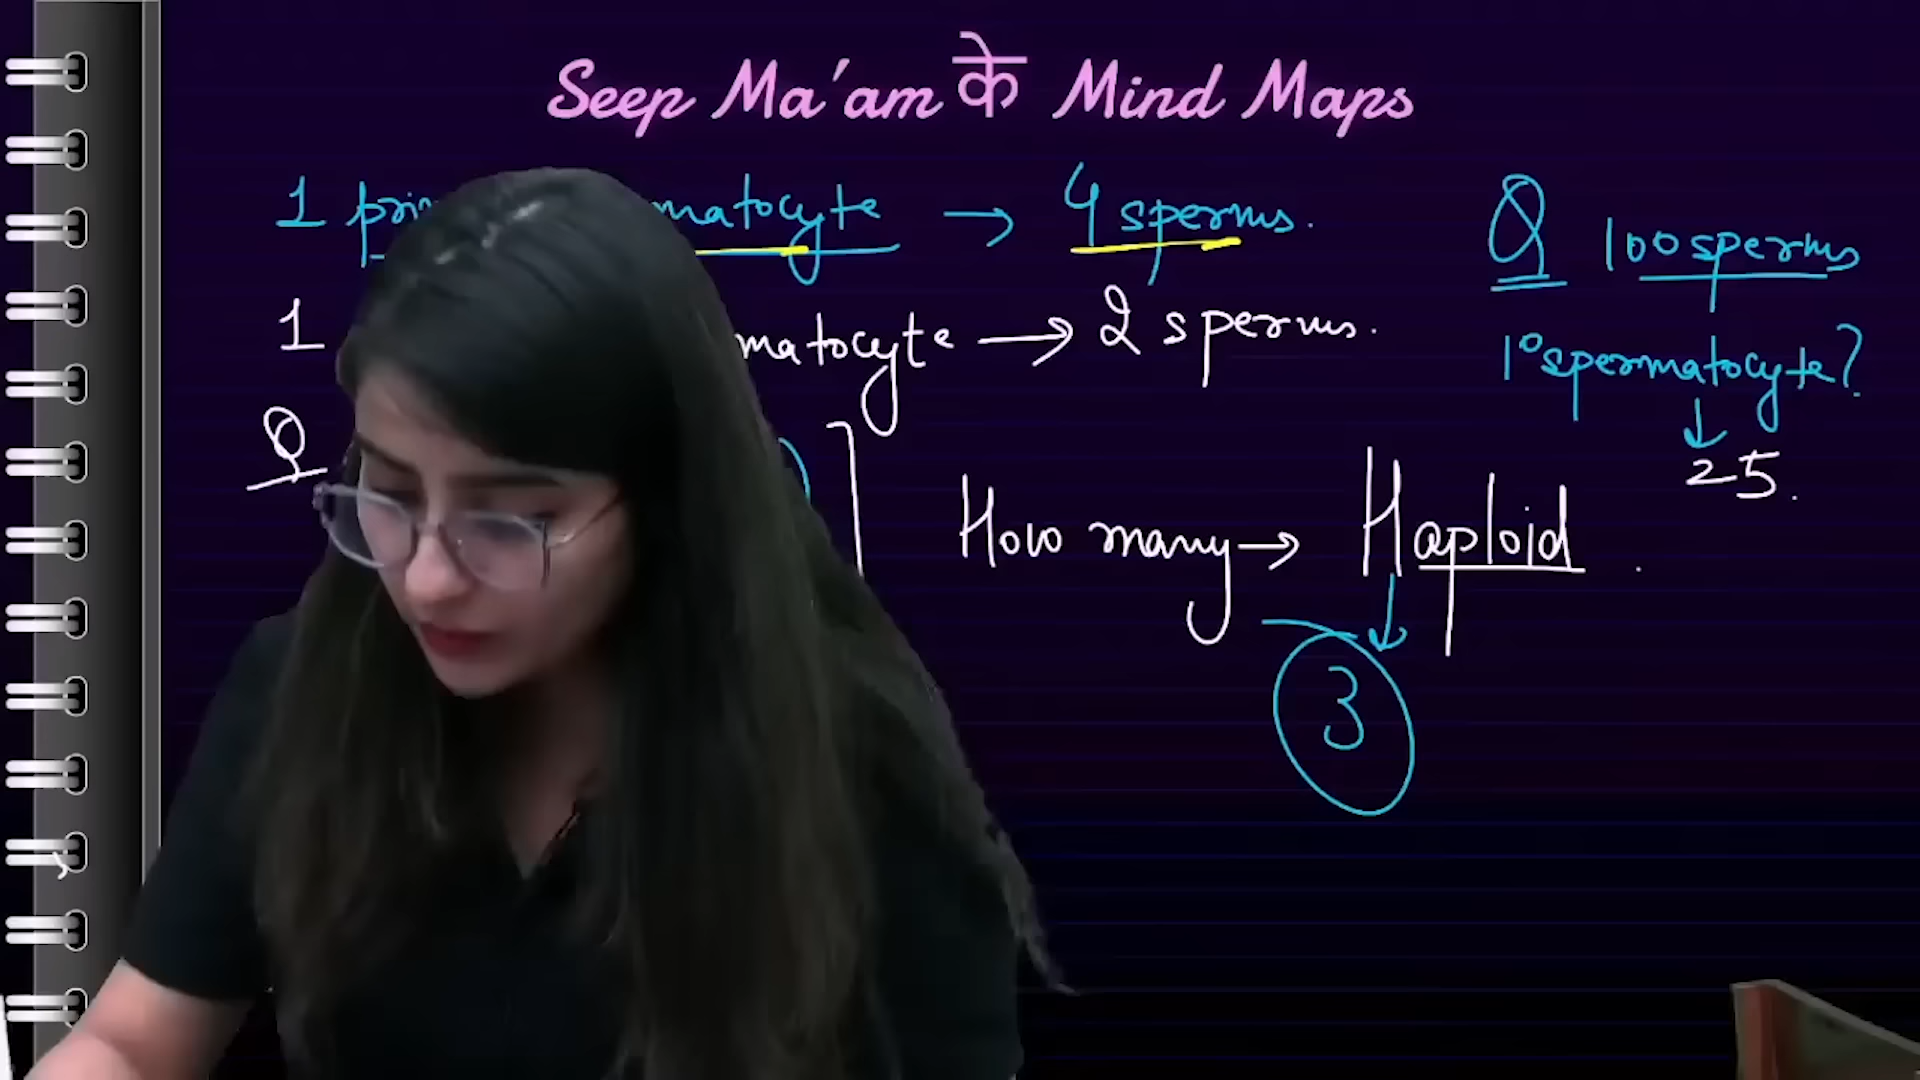 Seep Ma'am के Mind Maps
1 pri matocyte → 4 sperms.
1 matocyte → 2 sperms.
Q
How many → Haploid
3
Q 100 sperms
1° spermatocyte?
↓
25.